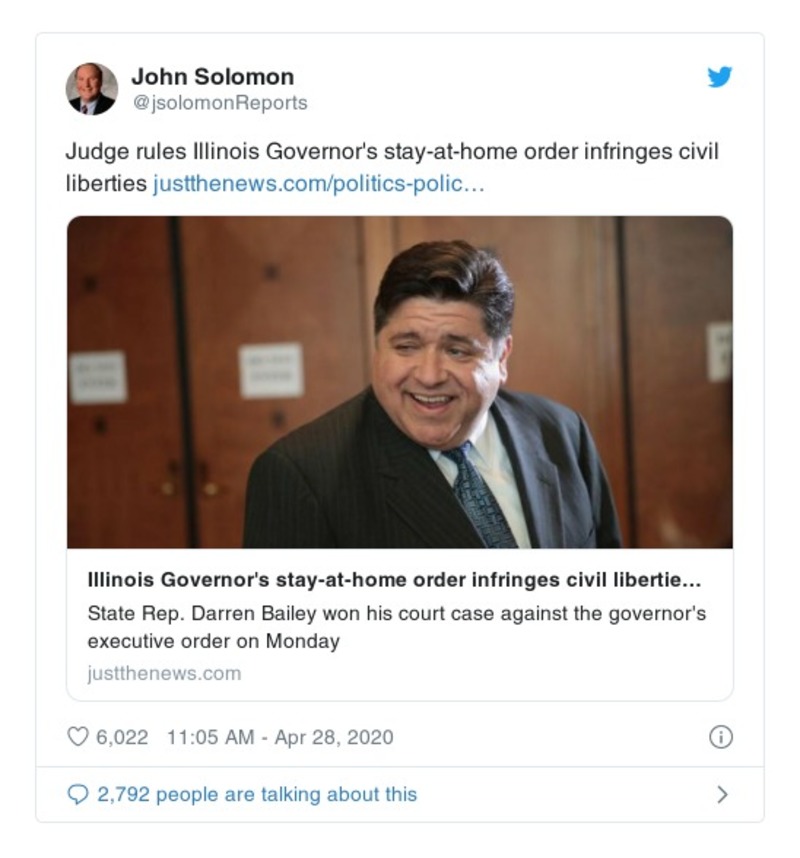 John Solomon
@jsolomonReports
Judge rules Illinois Governor's stay-at-home order infringes civil
liberties justthenews.com/politics-polic…
Illinois Governor's stay-at-home order infringes civil libertie...
State Rep. Darren Bailey won his court case against the governor's
executive order on Monday
justthenews.com
6,022 11:05 AM - Apr 28, 2020
2,792 people are talking about this